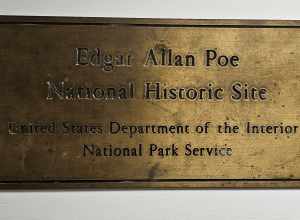 Edgar Allan Poe
National Historic Site
United States Department of the Interior
National Park Service